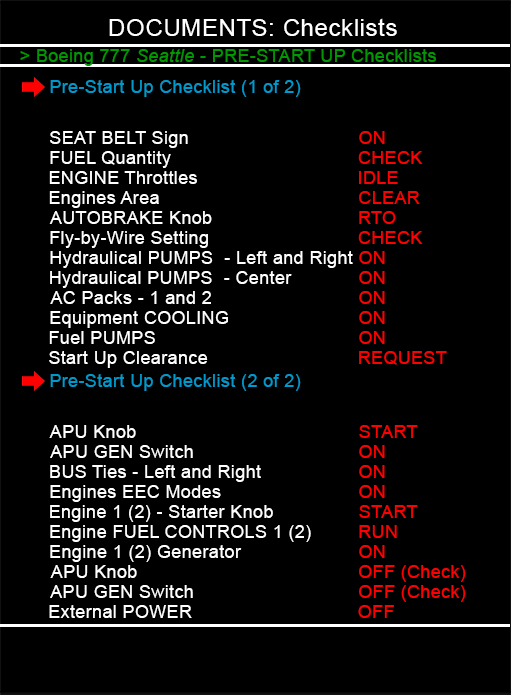 DOCUMENTS: Checklists
> Boeing 777 Seattle - PRE-START UP Checklists
Pre-Start Up Checklist (1 of 2)
SEAT BELT Sign ON
FUEL Quantity CHECK
ENGINE Throttles IDLE
Engines Area CLEAR
AUTOBRAKE Knob RTO
Fly-by-Wire Setting CHECK
Hydraulical PUMPS - Left and Right ON
Hydraulical PUMPS - Center ON
AC Packs - 1 and 2 ON
Equipment COOLING ON
Fuel PUMPS ON
Start Up Clearance REQUEST
Pre-Start Up Checklist (2 of 2)
APU Knob START
APU GEN Switch ON
BUS Ties - Left and Right ON
Engines EEC Modes ON
Engine 1 (2) - Starter Knob START
Engine FUEL CONTROLS 1 (2) RUN
Engine 1 (2) Generator ON
APU Knob OFF (Check)
APU GEN Switch OFF (Check)
External POWER OFF